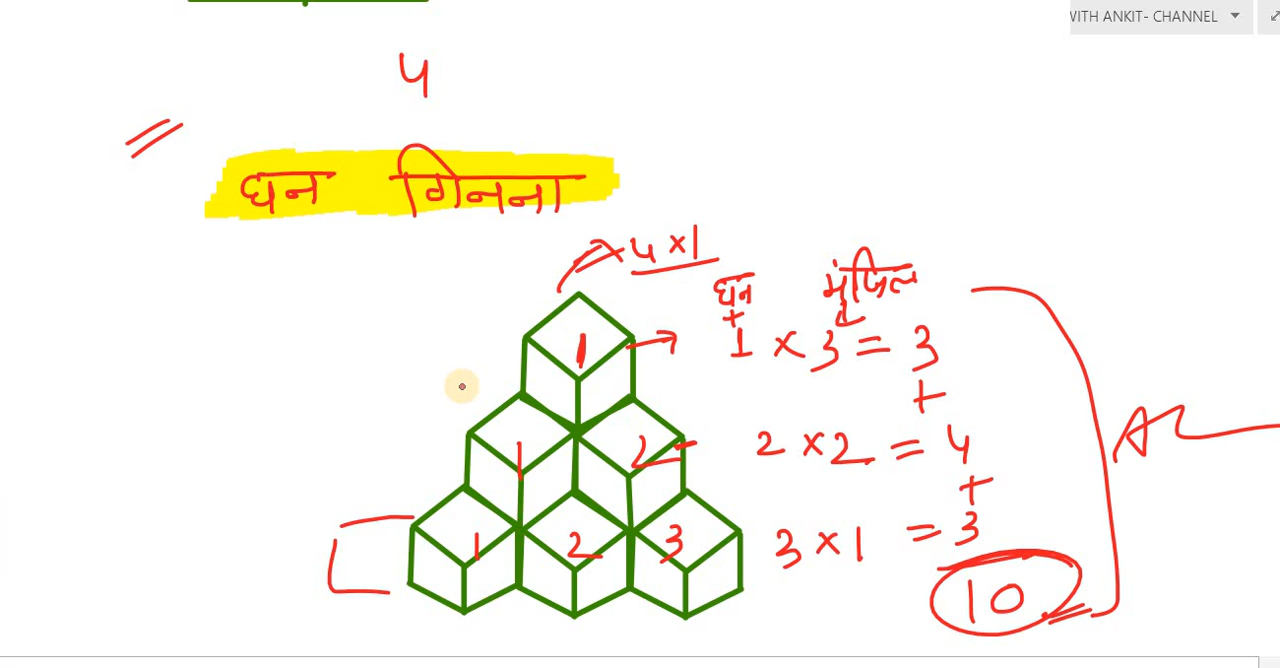 WITH ANKIT- CHANNEL
4
घन गिनना
4 × 1
घन मंजिल
1
1 × 3 = 3
+
1 2
2 × 2 = 4
+
1 2 3
3 × 1 = 3
10